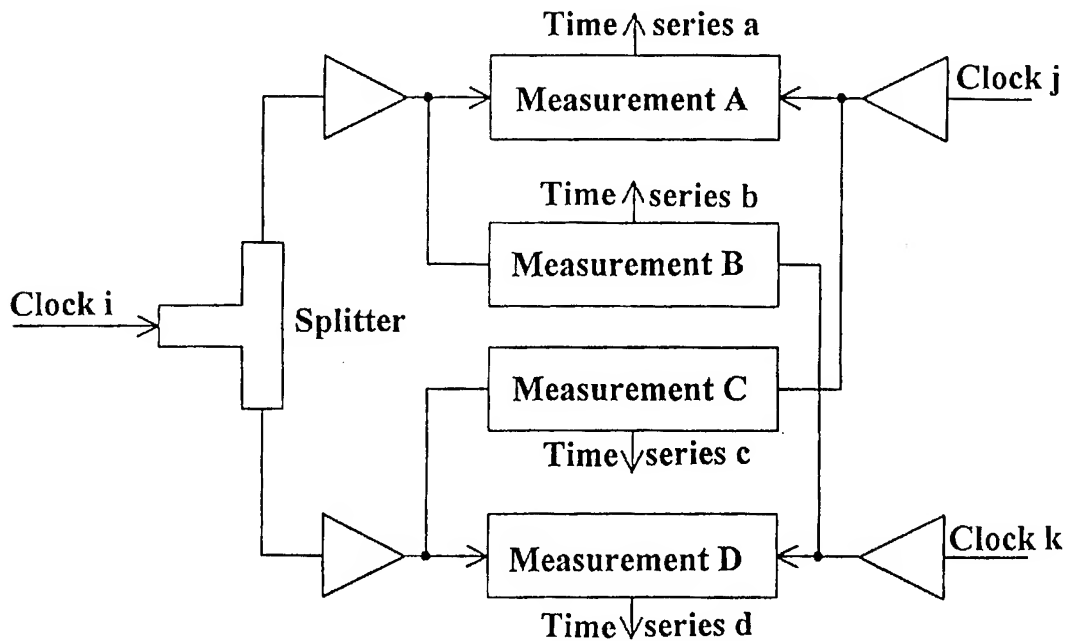 Time series a
Measurement A
Clock j
Time series b
Measurement B
Clock i
Splitter
Measurement C
Time series c
Measurement D
Clock k
Time series d